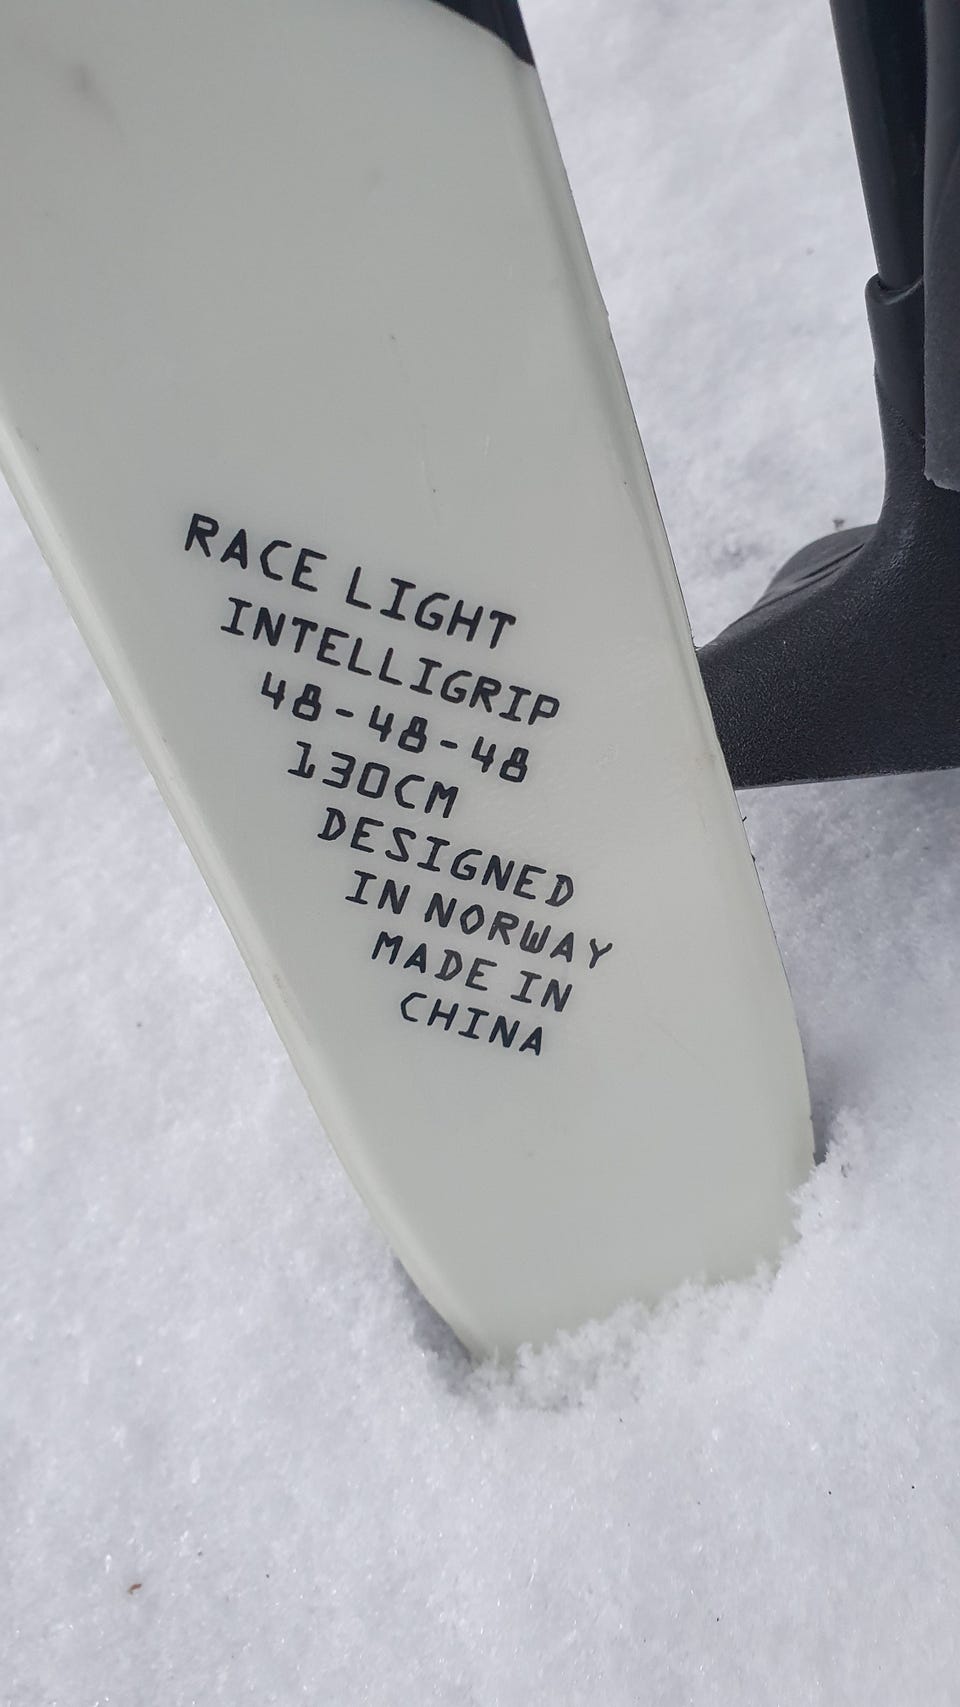 RACE LIGHT
INTELLIGRIP
48-48-48
130CM
DESIGNED
IN NORWAY
MADE IN
CHINA